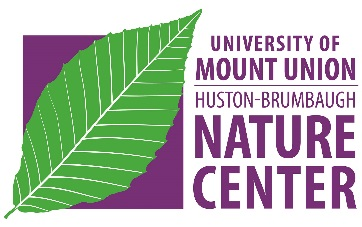 UNIVERSITY OF
MOUNT UNION
HUSTON-BRUMBAUGH
NATURE
CENTER